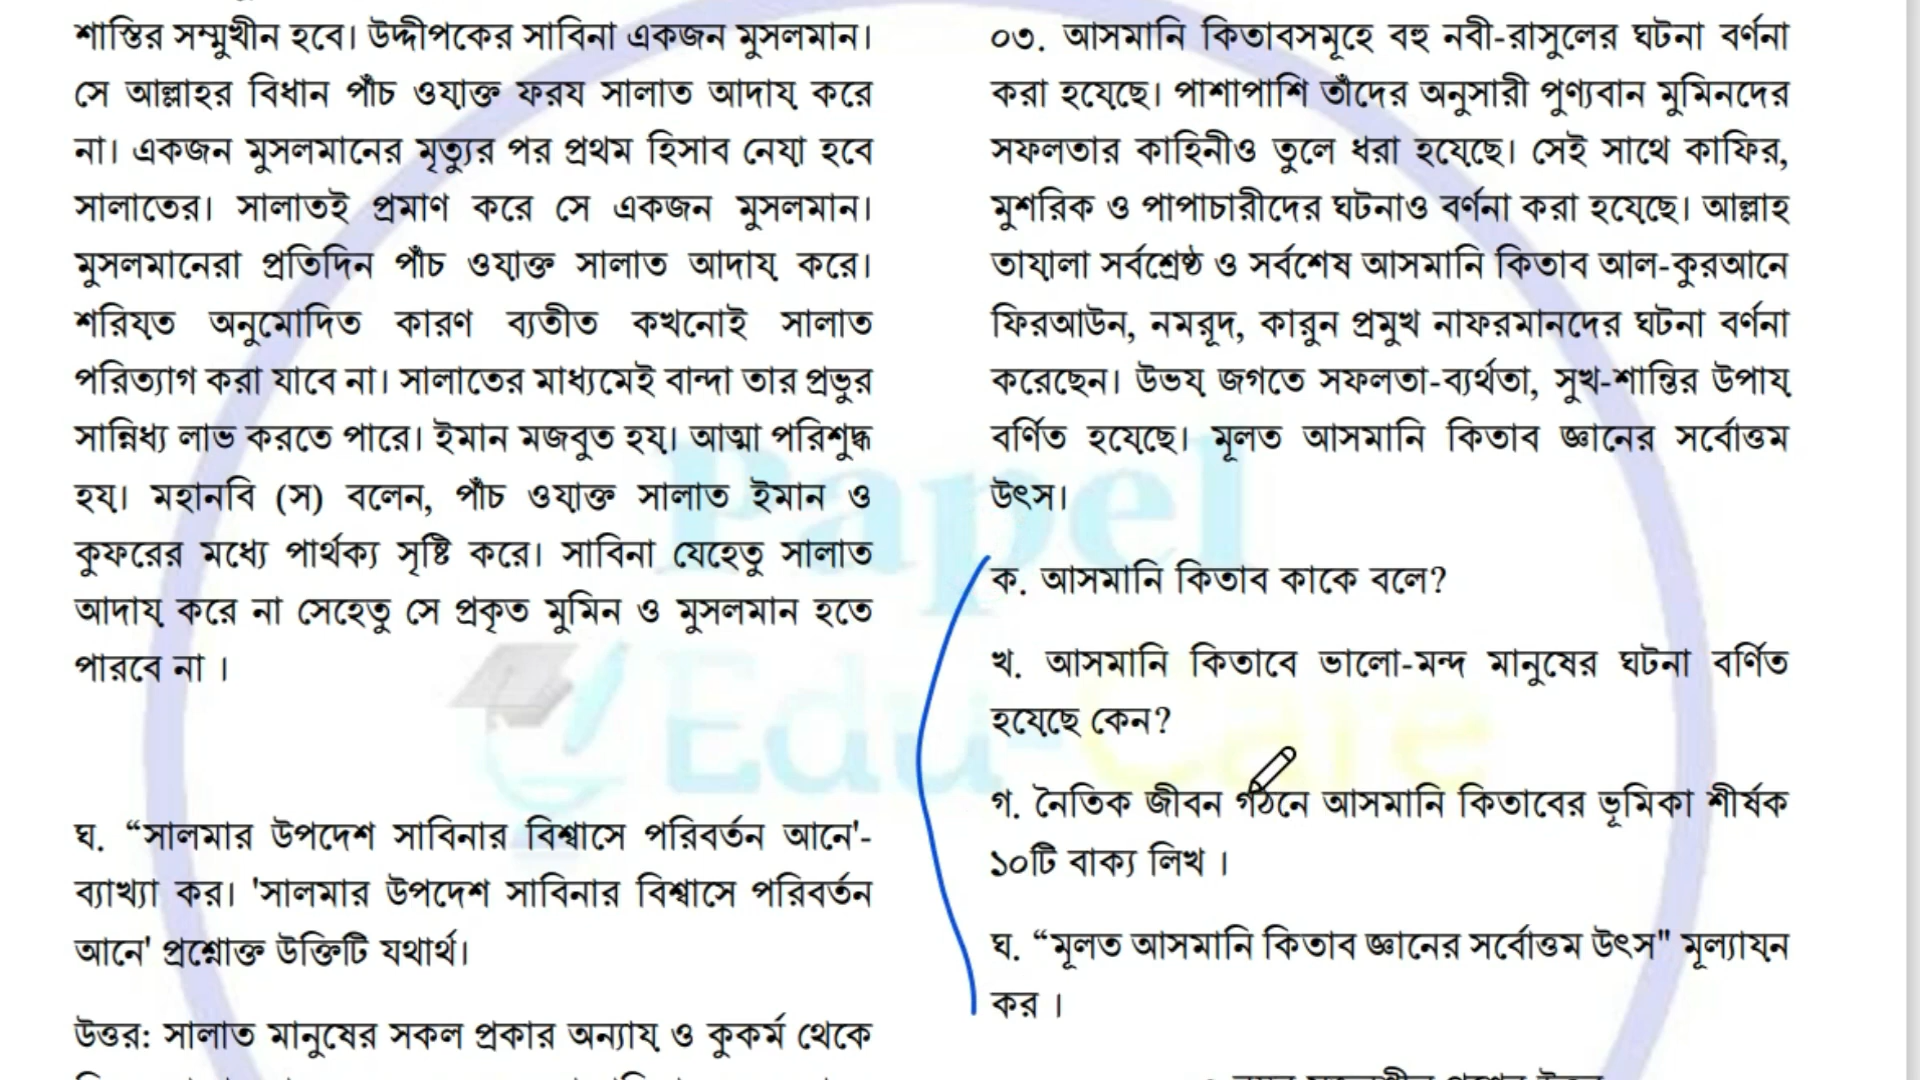 শাস্তির সম্মুখীন হবে। উদ্দীপকের সাবিনা একজন মুসলমান।
সে আল্লাহর বিধান পাঁচ ওয়াক্ত ফরয সালাত আদায় করে
না। একজন মুসলমানের মৃত্যুর পর প্রথম হিসাব নেয়া হবে
সালাতের। সালাতই প্রমাণ করে সে একজন মুসলমান।
মুসলমানেরা প্রতিদিন পাঁচ ওয়াক্ত সালাত আদায় করে।
শরিয়ত অনুমোদিত কারণ ব্যতীত কখনোই সালাত
পরিত্যাগ করা যাবে না। সালাতের মাধ্যমেই বান্দা তার প্রভুর
সান্নিধ্য লাভ করতে পারে। ইমান মজবুত হয়। আত্মা পরিশুদ্ধ
হয়। মহানবি (স) বলেন, পাঁচ ওয়াক্ত সালাত ইমান ও
কুফরের মধ্যে পার্থক্য সৃষ্টি করে। সাবিনা যেহেতু সালাত
আদায় করে না সেহেতু সে প্রকৃত মুমিন ও মুসলমান হতে
পারবে না ।
ঘ. “সালমার উপদেশ সাবিনার বিশ্বাসে পরিবর্তন আনে'-
ব্যাখ্যা কর। 'সালমার উপদেশ সাবিনার বিশ্বাসে পরিবর্তন
আনে' প্রশ্নোক্ত উক্তিটি যথার্থ।
উত্তর: সালাত মানুষের সকল প্রকার অন্যায় ও কুকর্ম থেকে
০৩. আসমানি কিতাবসমূহে বহু নবী-রাসুলের ঘটনা বর্ণনা
করা হয়েছে। পাশাপাশি তাঁদের অনুসারী পুণ্যবান মুমিনদের
সফলতার কাহিনীও তুলে ধরা হয়েছে। সেই সাথে কাফির,
মুশরিক ও পাপাচারীদের ঘটনাও বর্ণনা করা হয়েছে। আল্লাহ
তায়ালা সর্বশ্রেষ্ঠ ও সর্বশেষ আসমানি কিতাব আল-কুরআনে
ফিরআউন, নমরূদ, কারুন প্রমুখ নাফরমানদের ঘটনা বর্ণনা
করেছেন। উভয় জগতে সফলতা-ব্যর্থতা, সুখ-শান্তির উপায়
বর্ণিত হয়েছে। মূলত আসমানি কিতাব জ্ঞানের সর্বোত্তম
উৎস।
ক. আসমানি কিতাব কাকে বলে?
খ. আসমানি কিতাবে ভালো-মন্দ মানুষের ঘটনা বর্ণিত
হয়েছে কেন?
গ. নৈতিক জীবন গঠনে আসমানি কিতাবের ভূমিকা শীর্ষক
১০টি বাক্য লিখ ।
ঘ. “মূলত আসমানি কিতাব জ্ঞানের সর্বোত্তম উৎস" মূল্যায়ন
কর ।
Papel
Edu-Care